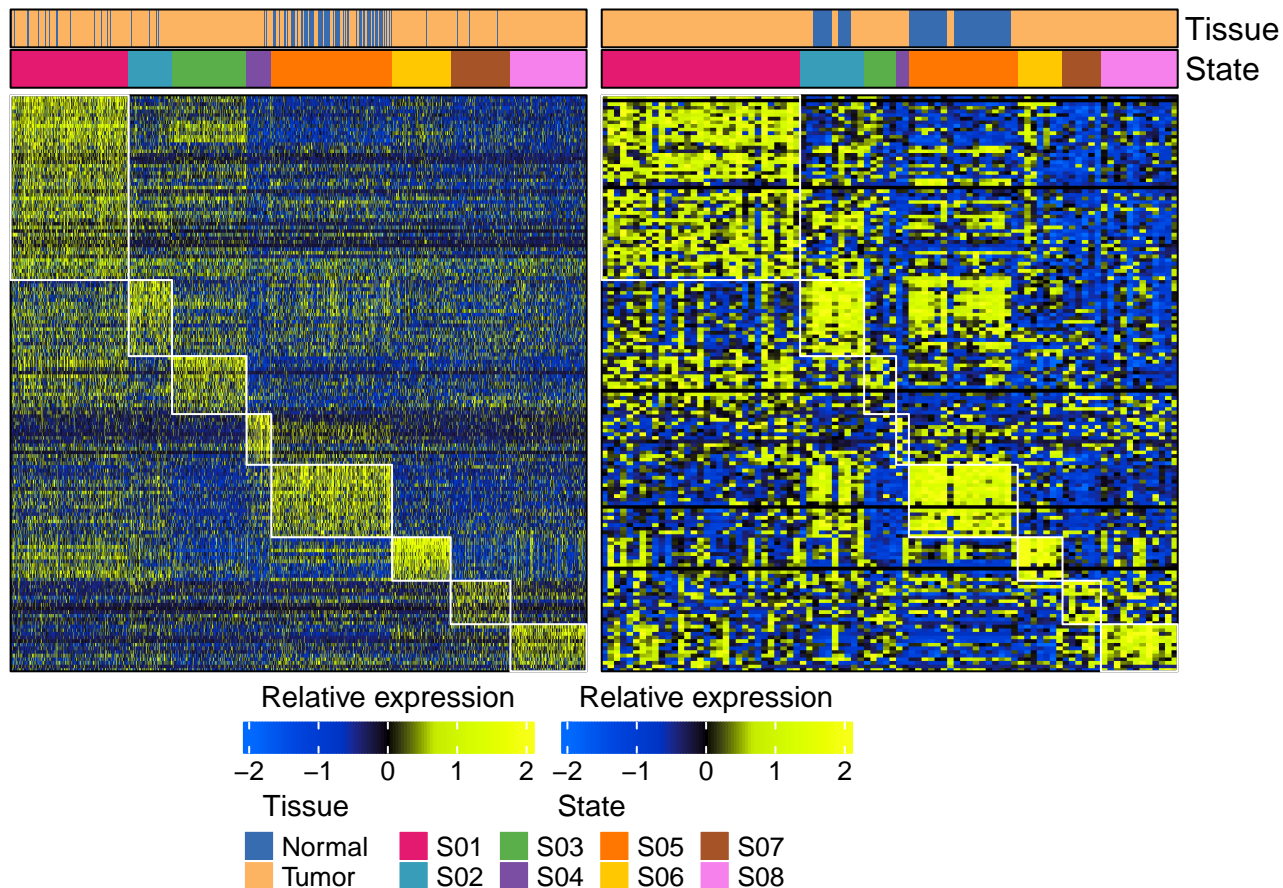 Tissue
State
Relative expression Relative expression
−2 −1 0 1 2 −2 −1 0 1 2
Tissue State
Normal S01 S03 S05 S07
Tumor S02 S04 S06 S08